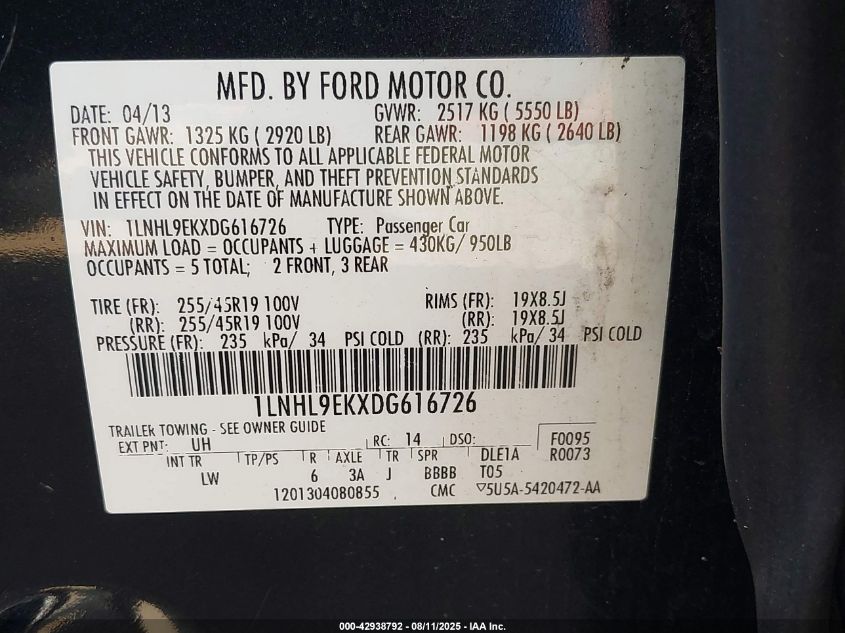 MFD. BY FORD MOTOR CO.
DATE: 04/13 GVWR: 2517 KG ( 5550 LB)
FRONT GAWR: 1325 KG ( 2920 LB) REAR GAWR: 1198 KG ( 2640 LB)
THIS VEHICLE CONFORMS TO ALL APPLICABLE FEDERAL MOTOR
VEHICLE SAFETY, BUMPER, AND THEFT PREVENTION STANDARDS
IN EFFECT ON THE DATE OF MANUFACTURE SHOWN ABOVE.
VIN: 1LNHL9EKXDG616726 TYPE: Passenger Car
MAXIMUM LOAD = OCCUPANTS + LUGGAGE = 430KG/ 950LB
OCCUPANTS = 5 TOTAL; 2 FRONT, 3 REAR
TIRE (FR): 255/45R19 100V RIMS (FR): 19X8.5J
(RR): 255/45R19 100V (RR): 19X8.5J
PRESSURE (FR): 235 kPa/ 34 PSI COLD (RR): 235 kPa/ 34 PSI COLD
1LNHL9EKXDG616726
TRAILER TOWING - SEE OWNER GUIDE
EXT PNT: UH RC: 14 DSO: F0095
INT TR TP/PS R AXLE TR SPR DLE1A R0073
LW 6 3A J BBBB T05
1201304080855 CMC ▽5U5A-5420472-AA
000-42938792 - 08/11/2025 - IAA Inc.